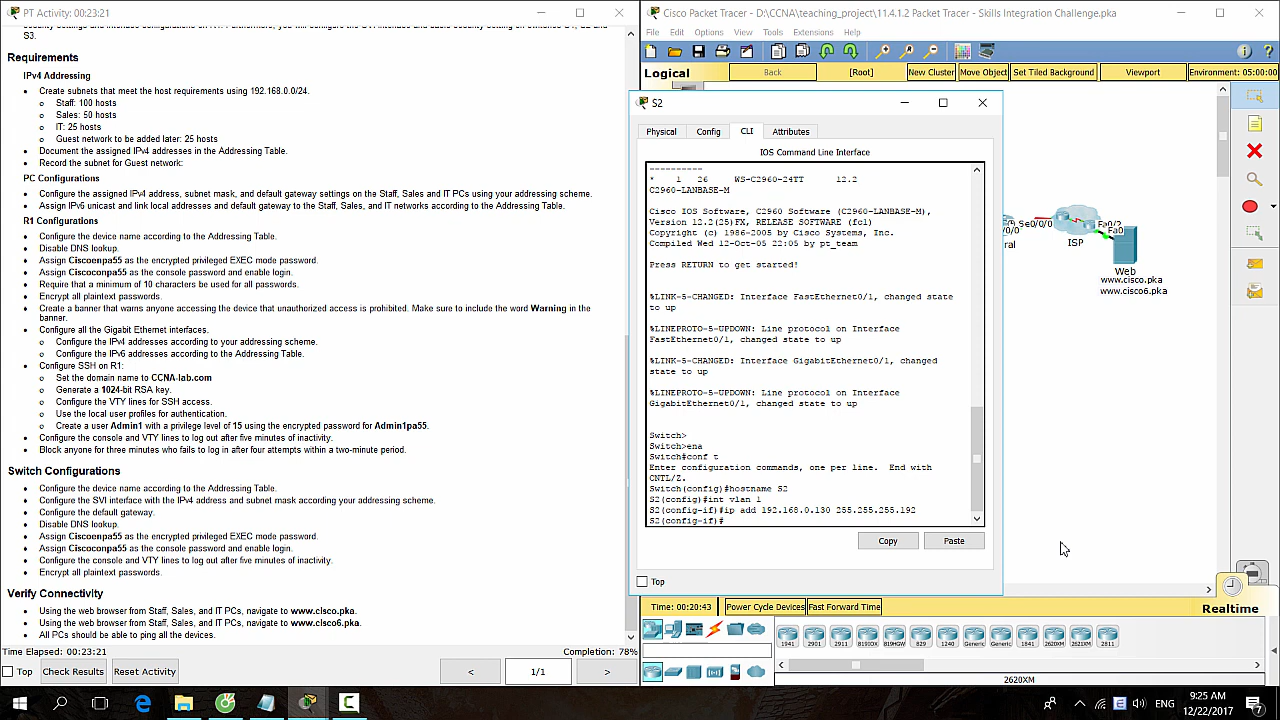 PT Activity: 00:23:21
S3.
Requirements
IPv4 Addressing
Create subnets that meet the host requirements using 192.168.0.0/24.
Staff: 100 hosts
Sales: 50 hosts
IT: 25 hosts
Guest network to be added later: 25 hosts
Document the assigned IPv4 addresses in the Addressing Table.
Record the subnet for Guest network:
PC Configurations
Configure the assigned IPv4 address, subnet mask, and default gateway settings on the Staff, Sales and IT PCs using your addressing scheme.
Assign IPv6 unicast and link local addresses and default gateway to the Staff, Sales, and IT networks according to the Addressing Table.
R1 Configurations
Configure the device name according to the Addressing Table.
Disable DNS lookup.
Assign Ciscoenpa55 as the encrypted privileged EXEC mode password.
Assign Ciscoconpa55 as the console password and enable login.
Require that a minimum of 10 characters be used for all passwords.
Encrypt all plaintext passwords.
Create a banner that warns anyone accessing the device that unauthorized access is prohibited. Make sure to include the word Warning in the
banner.
Configure all the Gigabit Ethernet interfaces.
Configure the IPv4 addresses according to your addressing scheme.
Configure the IPv6 addresses according to the Addressing Table.
Configure SSH on R1:
Set the domain name to CCNA-lab.com
Generate a 1024-bit RSA key.
Configure the VTY lines for SSH access.
Use the local user profiles for authentication.
Create a user Admin1 with a privilege level of 15 using the encrypted password for Admin1pa55.
Configure the console and VTY lines to log out after five minutes of inactivity.
Block anyone for three minutes who fails to log in after four attempts within a two-minute period.
Switch Configurations
Configure the device name according to the Addressing Table.
Configure the SVI interface with the IPv4 address and subnet mask according your addressing scheme.
Configure the default gateway.
Disable DNS lookup.
Assign Ciscoenpa55 as the encrypted privileged EXEC mode password.
Assign Ciscoconpa55 as the console password and enable login.
Configure the console and VTY lines to log out after five minutes of inactivity.
Encrypt all plaintext passwords.
Verify Connectivity
Using the web browser from Staff, Sales, and IT PCs, navigate to www.cisco.pka.
Using the web browser from Staff, Sales, and IT PCs, navigate to www.cisco6.pka.
All PCs should be able to ping all the devices.
Time Elapsed: 00:23:21
Completion: 78%
Top
Check Results
Reset Activity
<
1/1
>
Cisco Packet Tracer - D:\CCNA\teaching_project\11.4.1.2 Packet Tracer - Skills Integration Challenge.pka
File Edit Options View Tools Extensions Help
Logical
Back
[Root]
New Cluster
Move Object
Set Tiled Background
Viewport
Environment: 05:00:00
S2
Physical
Config
CLI
Attributes
IOS Command Line Interface
----------
* 1 26 WS-C2960-24TT 12.2
C2960-LANBASE-M
Cisco IOS Software, C2960 Software (C2960-LANBASE-M),
Version 12.2(25)FX, RELEASE SOFTWARE (fc1)
Copyright (c) 1986-2005 by Cisco Systems, Inc.
Compiled Wed 12-Oct-05 22:05 by pt_team
Press RETURN to get started!
%LINK-5-CHANGED: Interface FastEthernet0/1, changed state
to up
%LINEPROTO-5-UPDOWN: Line protocol on Interface
FastEthernet0/1, changed state to up
%LINK-5-CHANGED: Interface GigabitEthernet0/1, changed
state to up
%LINEPROTO-5-UPDOWN: Line protocol on Interface
GigabitEthernet0/1, changed state to up
Switch>
Switch>ena
Switch#conf t
Enter configuration commands, one per line. End with
CNTL/Z.
Switch(config)#hostname S2
S2(config)#int vlan 1
S2(config-if)#ip add 192.168.0.130 255.255.255.192
S2(config-if)#
Copy
Paste
Top
Se0/0/0
0/0
ral
ISP
Fa0/2
Fa0
Web
www.cisco.pka
www.cisco6.pka
Time: 00:20:43
Power Cycle Devices
Fast Forward Time
Realtime
1941
2901
2911
819IOX
819HGW
829
1240
Generic
Generic
1841
2620XM
2621XM
2811
2620XM
ENG
9:25 AM
12/22/2017
7